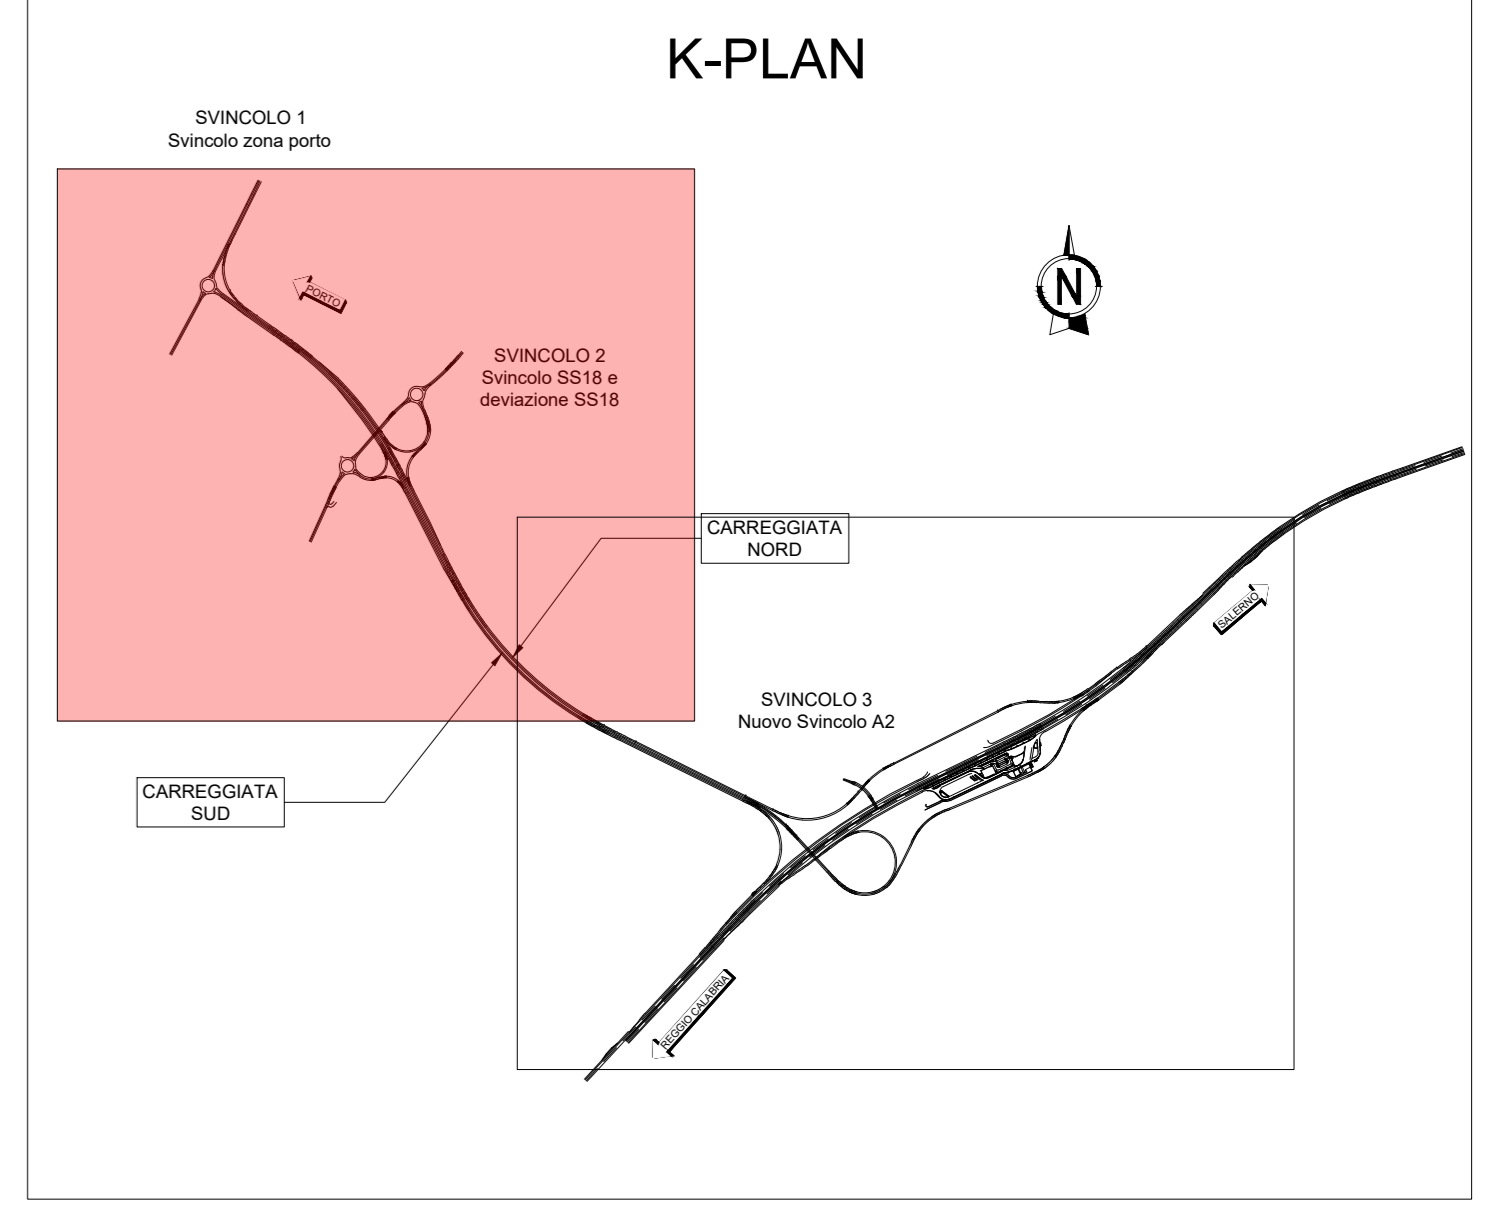 K-PLAN
SVINCOLO 1
Svincolo zona porto
PORTO
N
SVINCOLO 2
Svincolo SS18 e
deviazione SS18
CARREGGIATA
NORD
SALERNO
SVINCOLO 3
Nuovo Svincolo A2
CARREGGIATA
SUD
REGGIO CALABRIA